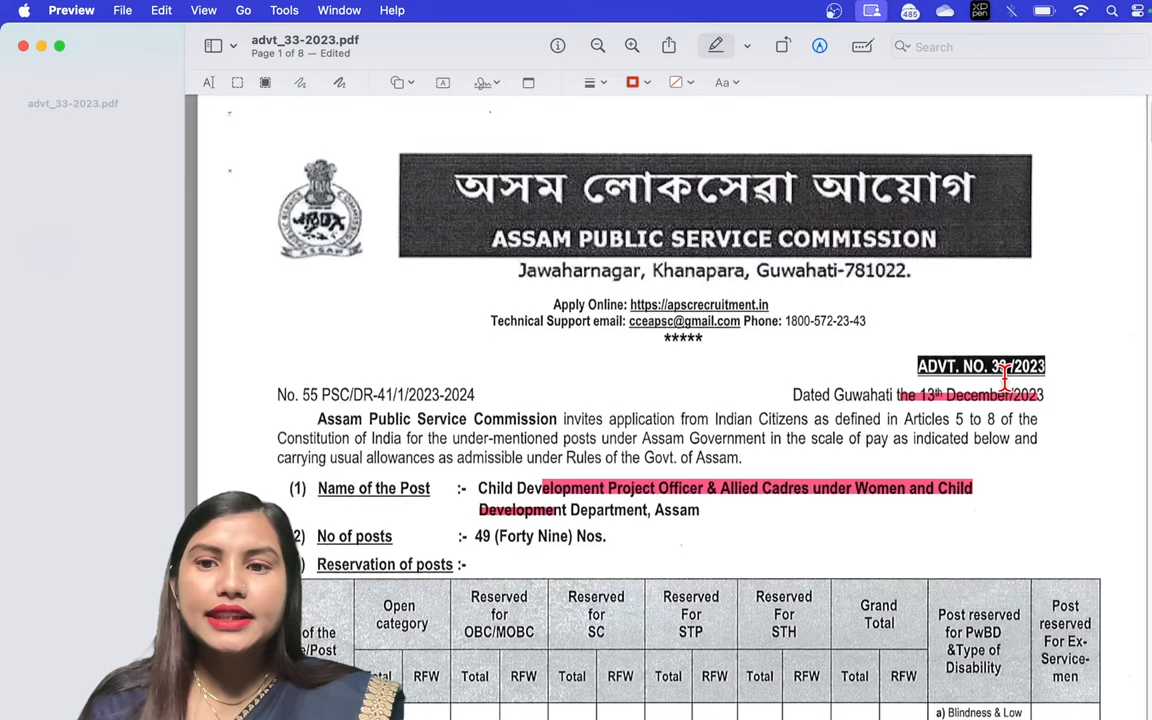 Preview File Edit View Go Tools Window Help
485
XP PEN
advt_33-2023.pdf
Page 1 of 8 — Edited
Search
advt_33-2023.pdf
Aa
অসম লোকসেৱা আয়োগ
ASSAM PUBLIC SERVICE COMMISSION
Jawaharnagar, Khanapara, Guwahati-781022.
Apply Online: https://apscrecruitment.in
Technical Support email: cceapsc@gmail.com Phone: 1800-572-23-43
*****
ADVT. NO. 33/2023
No. 55 PSC/DR-41/1/2023-2024 Dated Guwahati the 13th December/2023
Assam Public Service Commission invites application from Indian Citizens as defined in Articles 5 to 8 of the
Constitution of India for the under-mentioned posts under Assam Government in the scale of pay as indicated below and
carrying usual allowances as admissible under Rules of the Govt. of Assam.
(1) Name of the Post :- Child Development Project Officer & Allied Cadres under Women and Child
Development Department, Assam
2) No of posts :- 49 (Forty Nine) Nos.
) Reservation of posts :-
of the
e/Post
Open
category
Reserved
for
OBC/MOBC
Reserved
for
SC
Reserved
For
STP
Reserved
For
STH
Grand
Total
Post reserved
for PwBD
&Type of
Disability
Post
reserved
For Ex-
Service-
men
tal RFW Total RFW Total RFW Total RFW Total RFW Total RFW
a) Blindness & Low